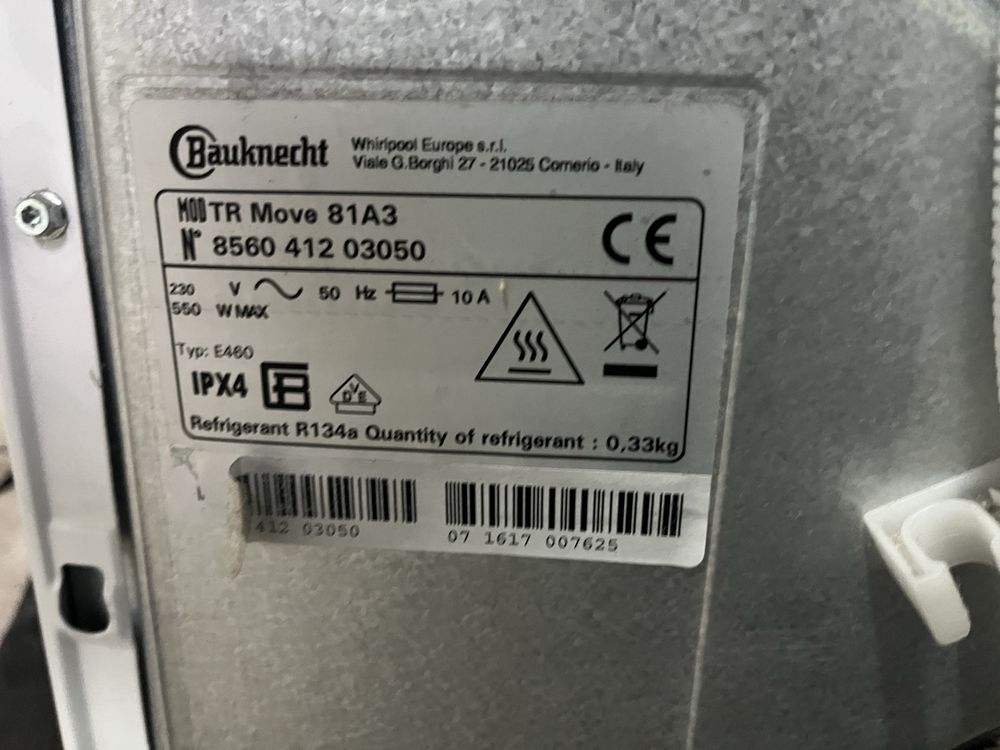 Bauknecht
Whirlpool Europe s.r.l.
Viale G.Borghi 27 - 21025 Comerio - Italy
MOD TR Move 81A3
N° 8560 412 03050
CE
230 V 50 Hz 10 A
550 W MAX
Typ: E460
IPX4
DVE
Refrigerant R134a Quantity of refrigerant : 0,33kg
412 03050
07 1617 007625